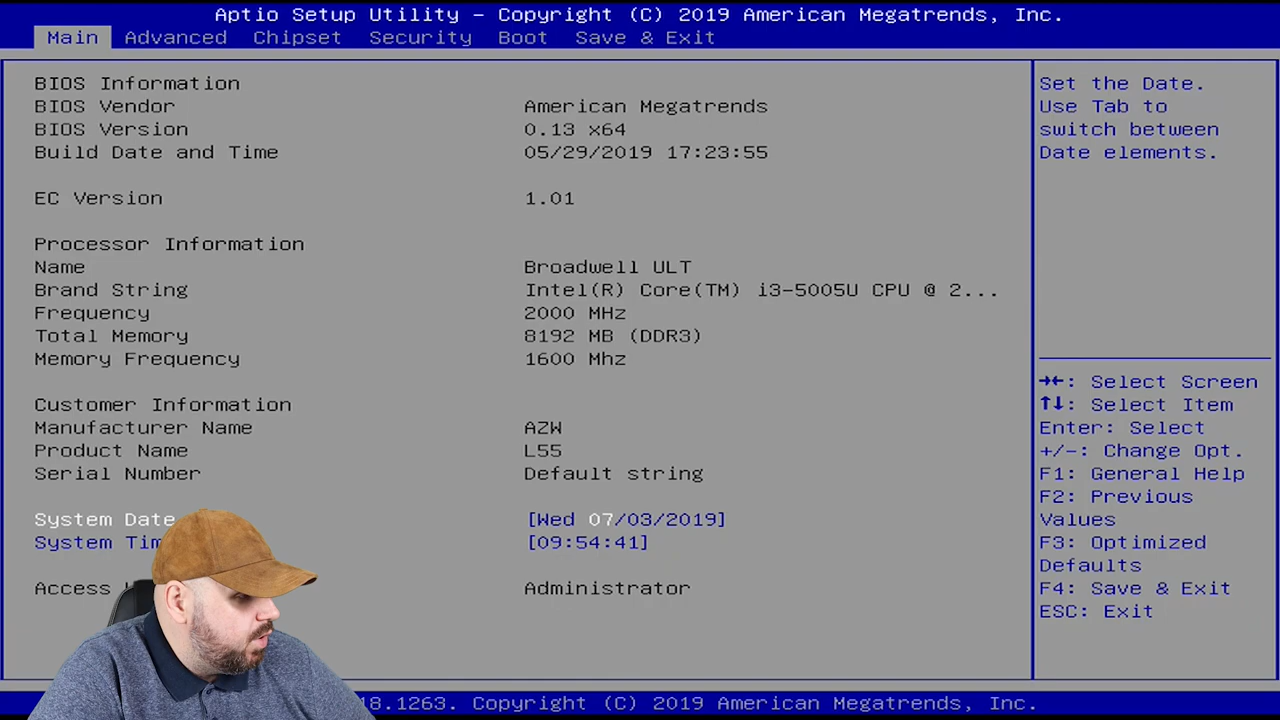 Aptio Setup Utility – Copyright (C) 2019 American Megatrends, Inc.
Main Advanced Chipset Security Boot Save & Exit
BIOS Information
BIOS Vendor American Megatrends
BIOS Version 0.13 x64
Build Date and Time 05/29/2019 17:23:55
EC Version 1.01
Processor Information
Name Broadwell ULT
Brand String Intel(R) Core(TM) i3-5005U CPU @ 2...
Frequency 2000 MHz
Total Memory 8192 MB (DDR3)
Memory Frequency 1600 Mhz
Customer Information
Manufacturer Name AZW
Product Name L55
Serial Number Default string
System Date [Wed 07/03/2019]
System Tim [09:54:41]
Access Administrator
Set the Date.
Use Tab to
switch between
Date elements.
→←: Select Screen
↑↓: Select Item
Enter: Select
+/-: Change Opt.
F1: General Help
F2: Previous
Values
F3: Optimized
Defaults
F4: Save & Exit
ESC: Exit
18.1263. Copyright (C) 2019 American Megatrends, Inc.